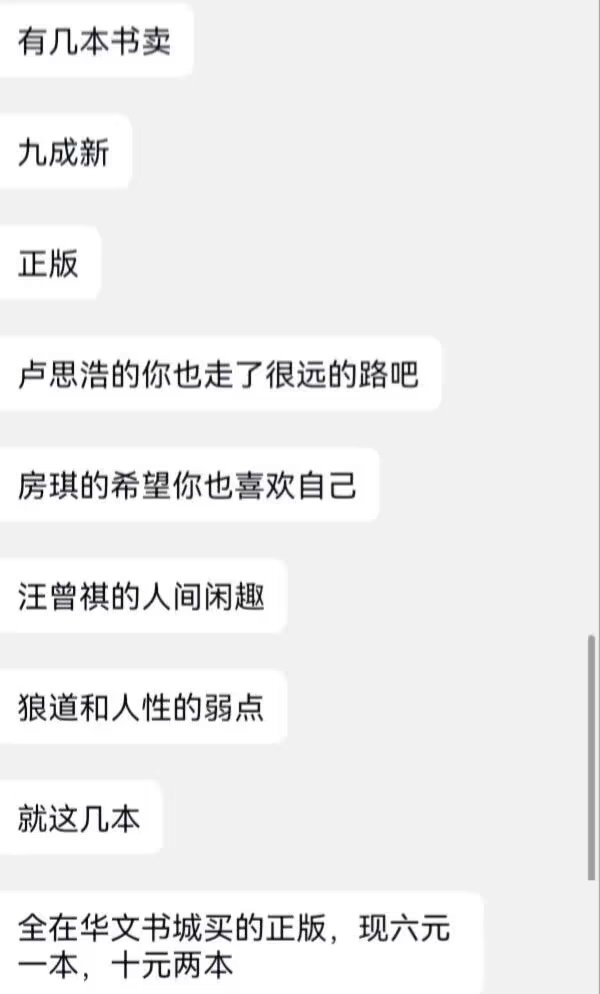 有几本书卖
九成新
正版
卢思浩的你也走了很远的路吧
房琪的希望你也喜欢自己
汪曾祺的人间闲趣
狼道和人性的弱点
就这几本
全在华文书城买的正版，现六元
一本，十元两本